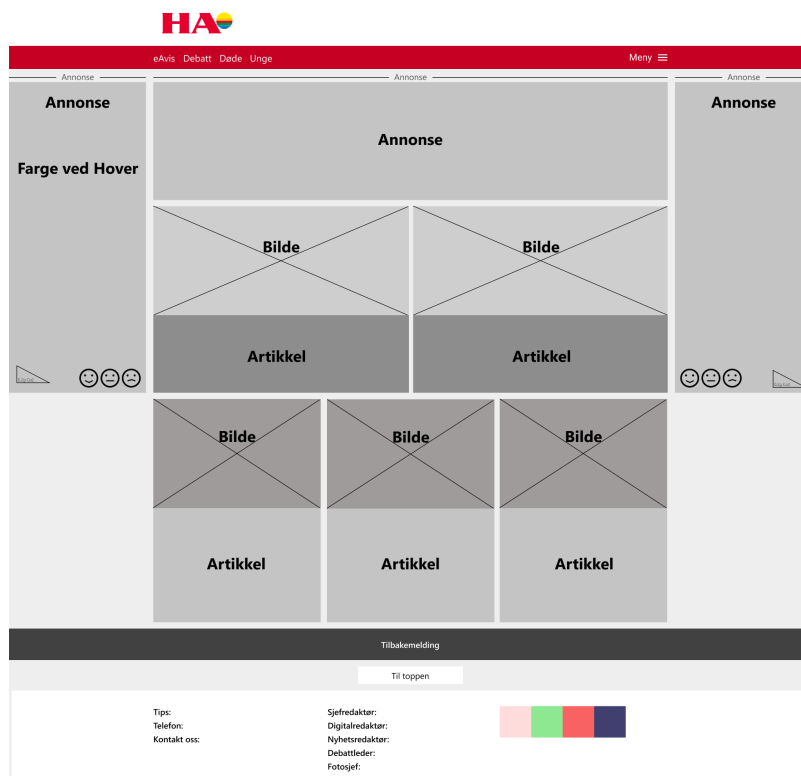 HA
eAvis Debatt Døde Unge Meny
Annonse Annonse Annonse
Annonse
Annonse
Annonse
Farge ved Hover
Bilde Bilde
Artikkel Artikkel
Bilde Bilde Bilde
Artikkel Artikkel Artikkel
Tilbakemelding
Til toppen
Tips:
Telefon:
Kontakt oss:
Sjefredaktør:
Digitalredaktør:
Nyhetsredaktør:
Debattleder:
Fotosjef: